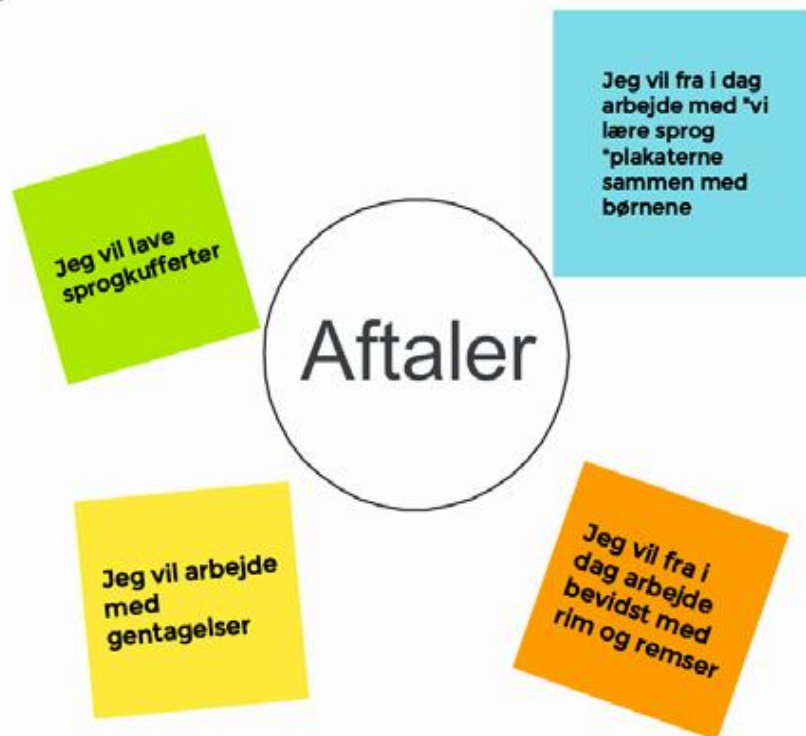 Jeg vil fra i dag
arbejde med "vi
lære sprog
"plakaterne
sammen med
børnene
Jeg vil lave
sprogkufferter
Aftaler
Jeg vil arbejde
med
gentagelser
Jeg vil fra i
dag arbejde
bevidst med
rim og remser